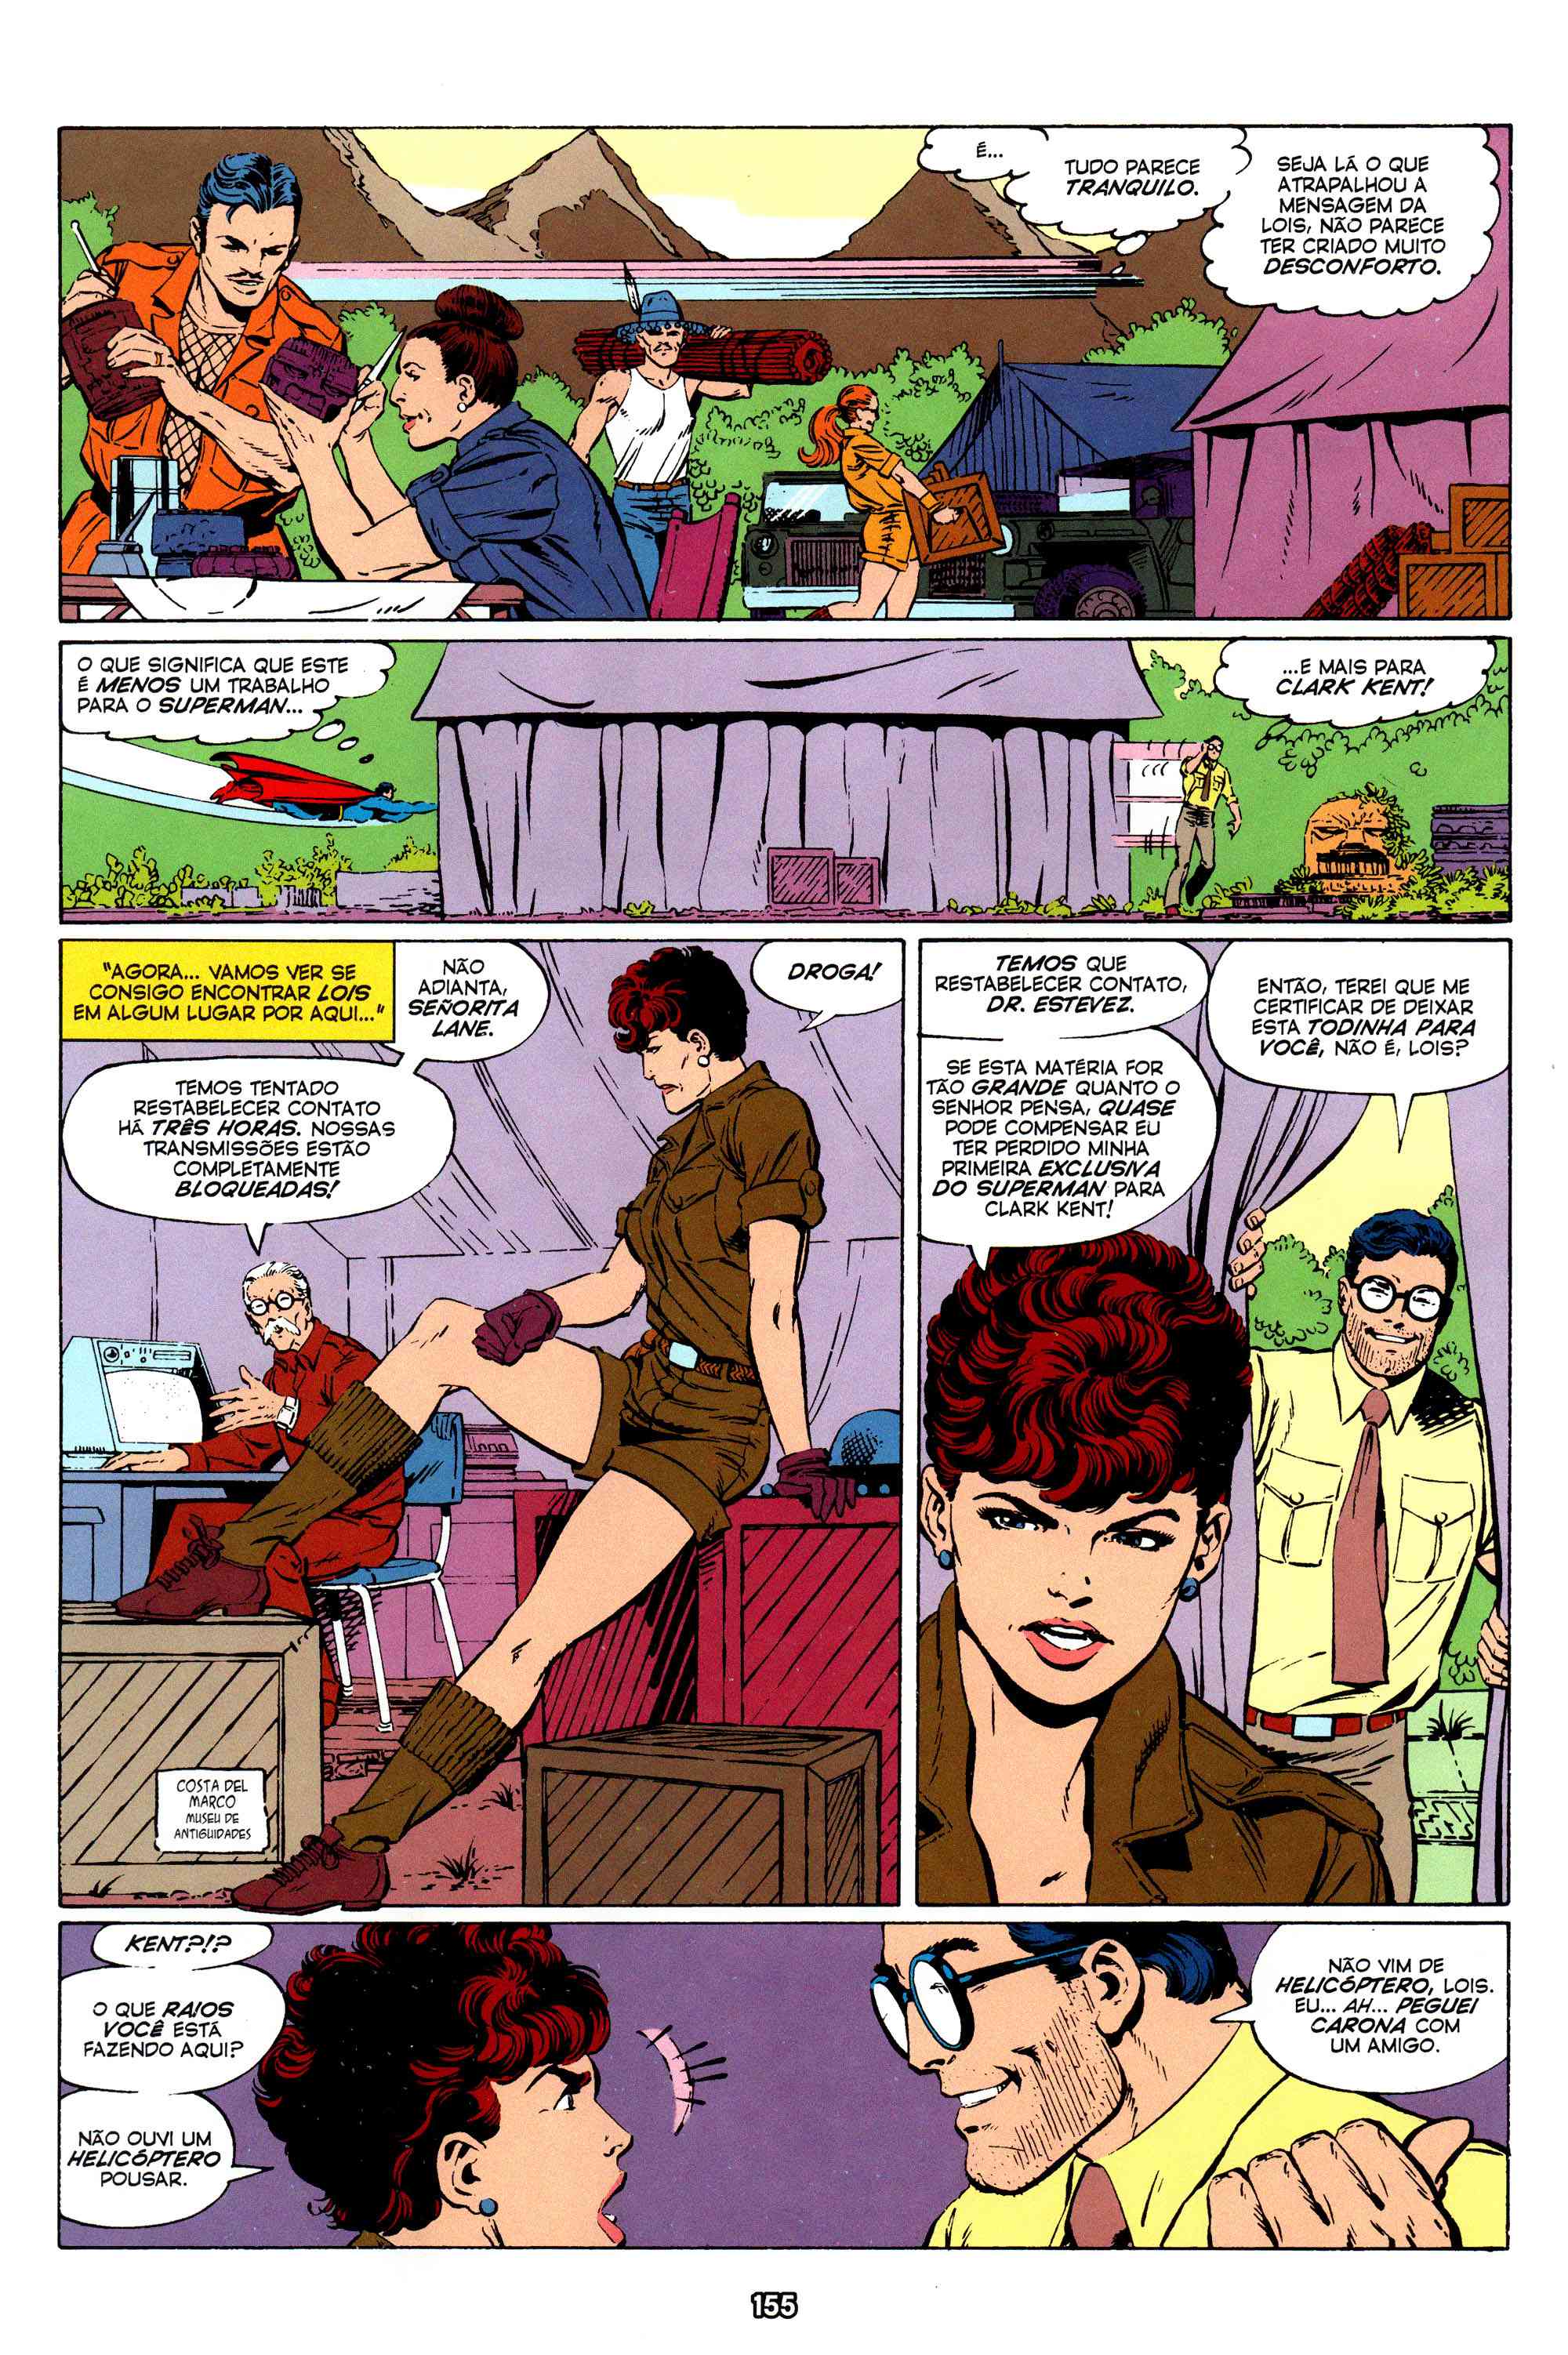 É...
TUDO PARECE
TRANQUILO.
SEJA LÁ O QUE
ATRAPALHOU A
MENSAGEM DA
LOIS, NÃO PARECE
TER CRIADO MUITO
DESCONFORTO.
O QUE SIGNIFICA QUE ESTE
É MENOS UM TRABALHO
PARA O SUPERMAN...
...E MAIS PARA
CLARK KENT!
"AGORA... VAMOS VER SE
CONSIGO ENCONTRAR LOIS
EM ALGUM LUGAR POR AQUI..."
NÃO
ADIANTA,
SEÑORITA
LANE.
TEMOS TENTADO
RESTABELECER CONTATO
HÁ TRÊS HORAS. NOSSAS
TRANSMISSÕES ESTÃO
COMPLETAMENTE
BLOQUEADAS!
DROGA!
COSTA DEL
MARCO
MUSEU DE
ANTIGUIDADES
TEMOS QUE
RESTABELECER CONTATO,
DR. ESTEVEZ.
SE ESTA MATÉRIA FOR
TÃO GRANDE QUANTO O
SENHOR PENSA, QUASE
PODE COMPENSAR EU
TER PERDIDO MINHA
PRIMEIRA EXCLUSIVA
DO SUPERMAN PARA
CLARK KENT!
ENTÃO, TEREI QUE ME
CERTIFICAR DE DEIXAR
ESTA TODINHA PARA
VOCÊ, NÃO É, LOIS?
KENT?!?
O QUE RAIOS
VOCÊ ESTÁ
FAZENDO AQUI?
NÃO OUVI UM
HELICÓPTERO
POUSAR.
NÃO VIM DE
HELICÓPTERO, LOIS.
EU... AH... PEGUEI
CARONA COM
UM AMIGO.
155